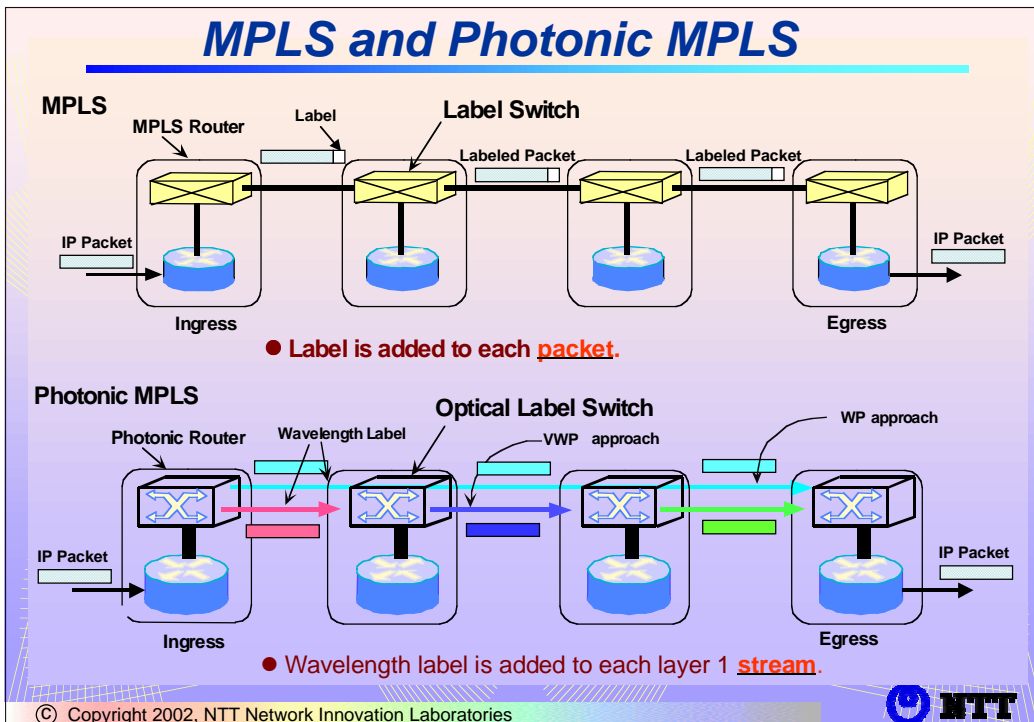 MPLS and Photonic MPLS
MPLS
MPLS Router
Label
Label Switch
Labeled Packet
Labeled Packet
IP Packet
IP Packet
Ingress
Egress
● Label is added to each packet.
Photonic MPLS
Optical Label Switch
Photonic Router
Wavelength Label
VWP approach
WP approach
IP Packet
IP Packet
Ingress
Egress
● Wavelength label is added to each layer 1 stream.
© Copyright 2002, NTT Network Innovation Laboratories
NTT